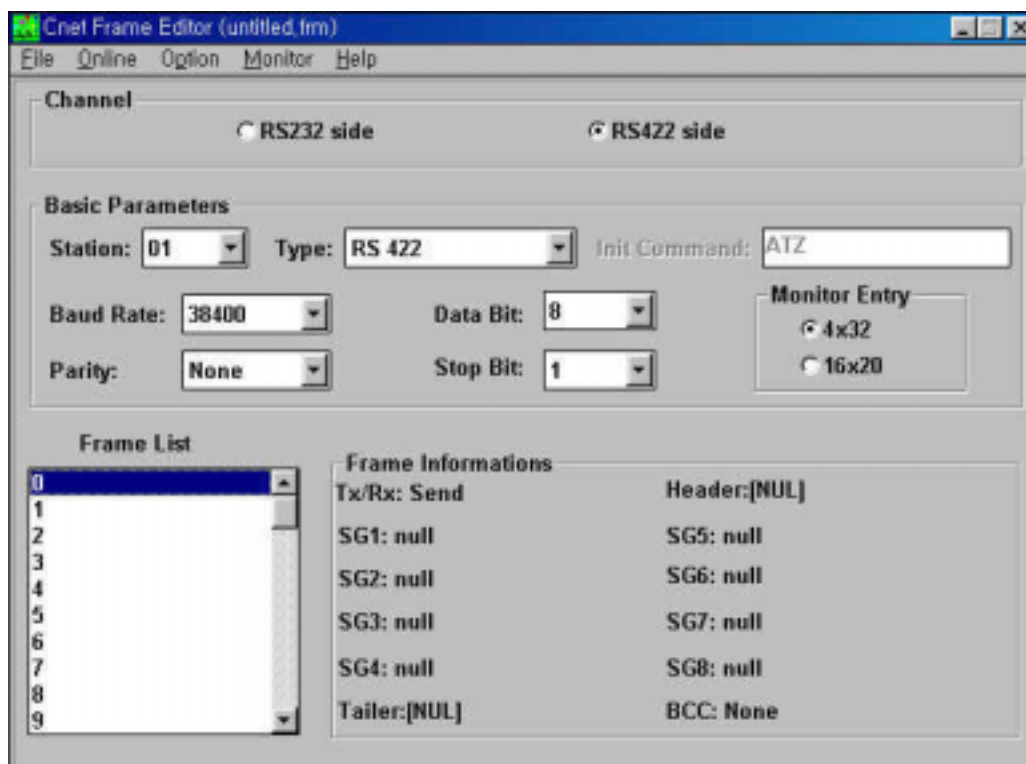 Cnet Frame Editor (untitled.frm)
File Online Option Monitor Help
Channel
RS232 side RS422 side
Basic Parameters
Station: 01 Type: RS 422 Init Command: ATZ
Baud Rate: 38400 Data Bit: 8 Monitor Entry
4x32
Parity: None Stop Bit: 1 16x20
Frame List
Frame Informations
0
1
2
3
4
5
6
7
8
9
Tx/Rx: Send Header:[NUL]
SG1: null SG5: null
SG2: null SG6: null
SG3: null SG7: null
SG4: null SG8: null
Tailer:[NUL] BCC: None